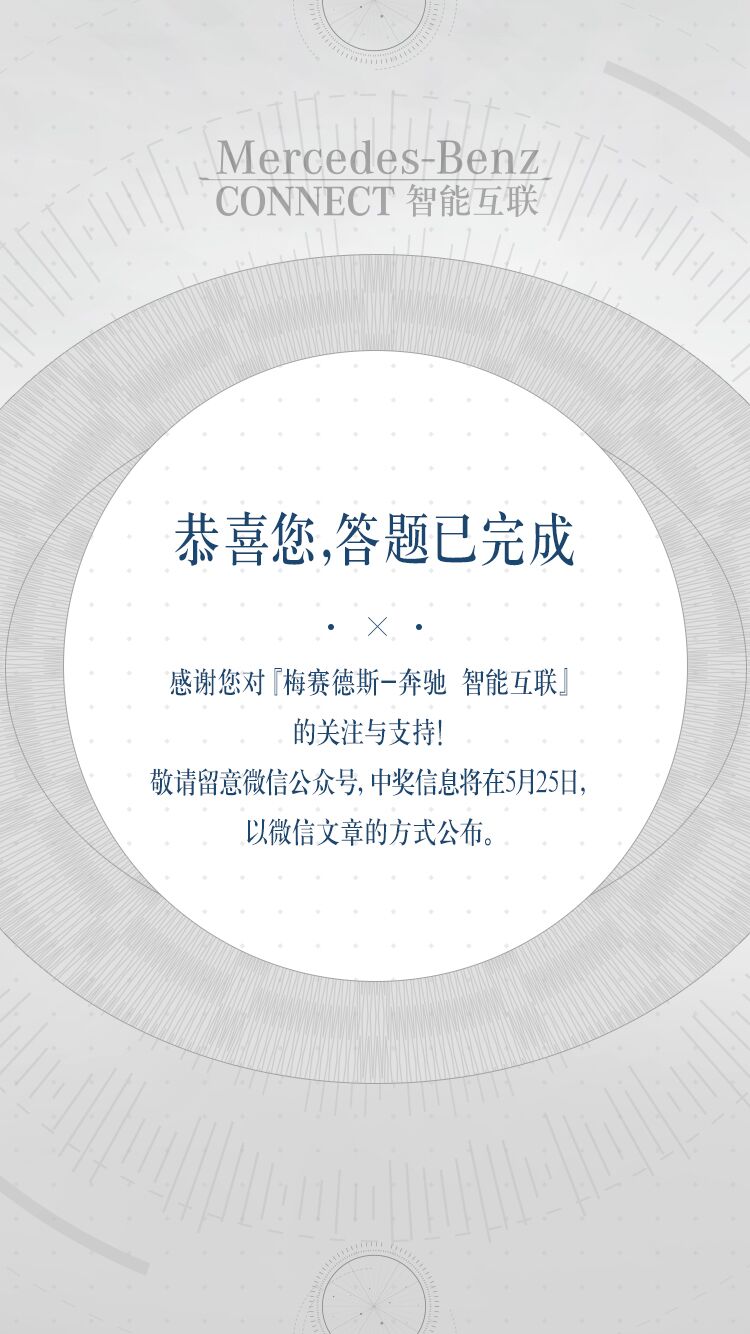 Mercedes-Benz
CONNECT 智能互联
恭喜您,答题已完成
感谢您对『梅赛德斯-奔驰 智能互联』
的关注与支持!
敬请留意微信公众号,中奖信息将在5月25日,
以微信文章的方式公布。